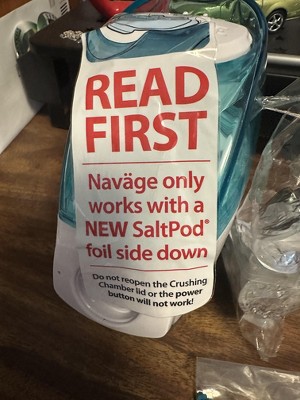 READ
FIRST
Naväge only
works with a
NEW SaltPod®
foil side down
Do not reopen the Crushing
Chamber lid or the power
button will not work!